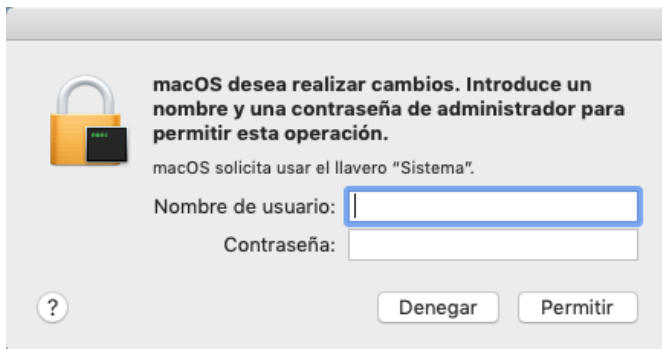 macOS desea realizar cambios. Introduce un
nombre y una contraseña de administrador para
permitir esta operación.
macOS solicita usar el llavero “Sistema”.
Nombre de usuario:
Contraseña:
?
Denegar
Permitir